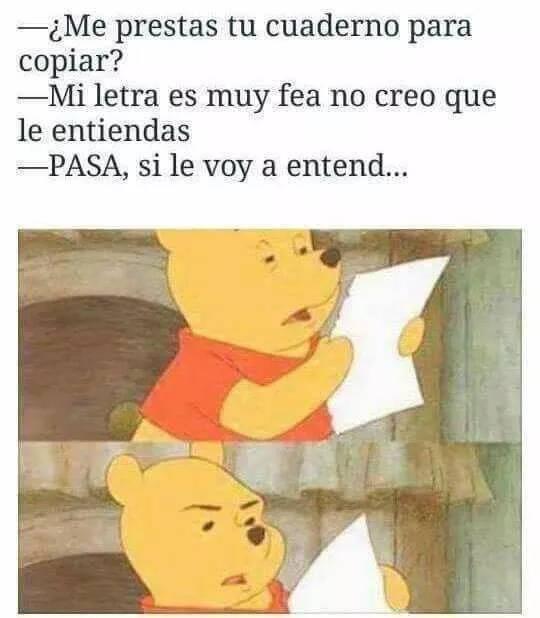 —¿Me prestas tu cuaderno para
copiar?
—Mi letra es muy fea no creo que
le entiendas
—PASA, si le voy a entend...